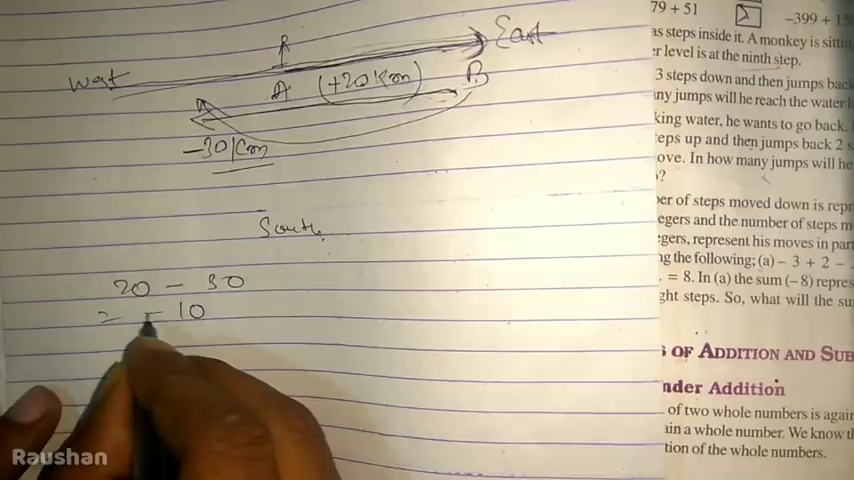 East
West
A (+20 Km) B
-30 Km
South.
20 - 30
= - 10
Raushan
79 + 51
-399 + 15
as steps inside it. A monkey is sittin
r level is at the ninth step.
3 steps down and then jumps back
ny jumps will he reach the water l
king water, he wants to go back.
eps up and then jumps back 2 s
ove. In how many jumps will he
?
er of steps moved down is repr
egers and the number of steps m
egers, represent his moves in part
ng the following; (a) – 3 + 2 –
. = 8. In (a) the sum (– 8) repres
ght steps. So, what will the su
S OF ADDITION AND SUB
nder Addition
of two whole numbers is again
ain a whole number. We know th
tion of the whole numbers.